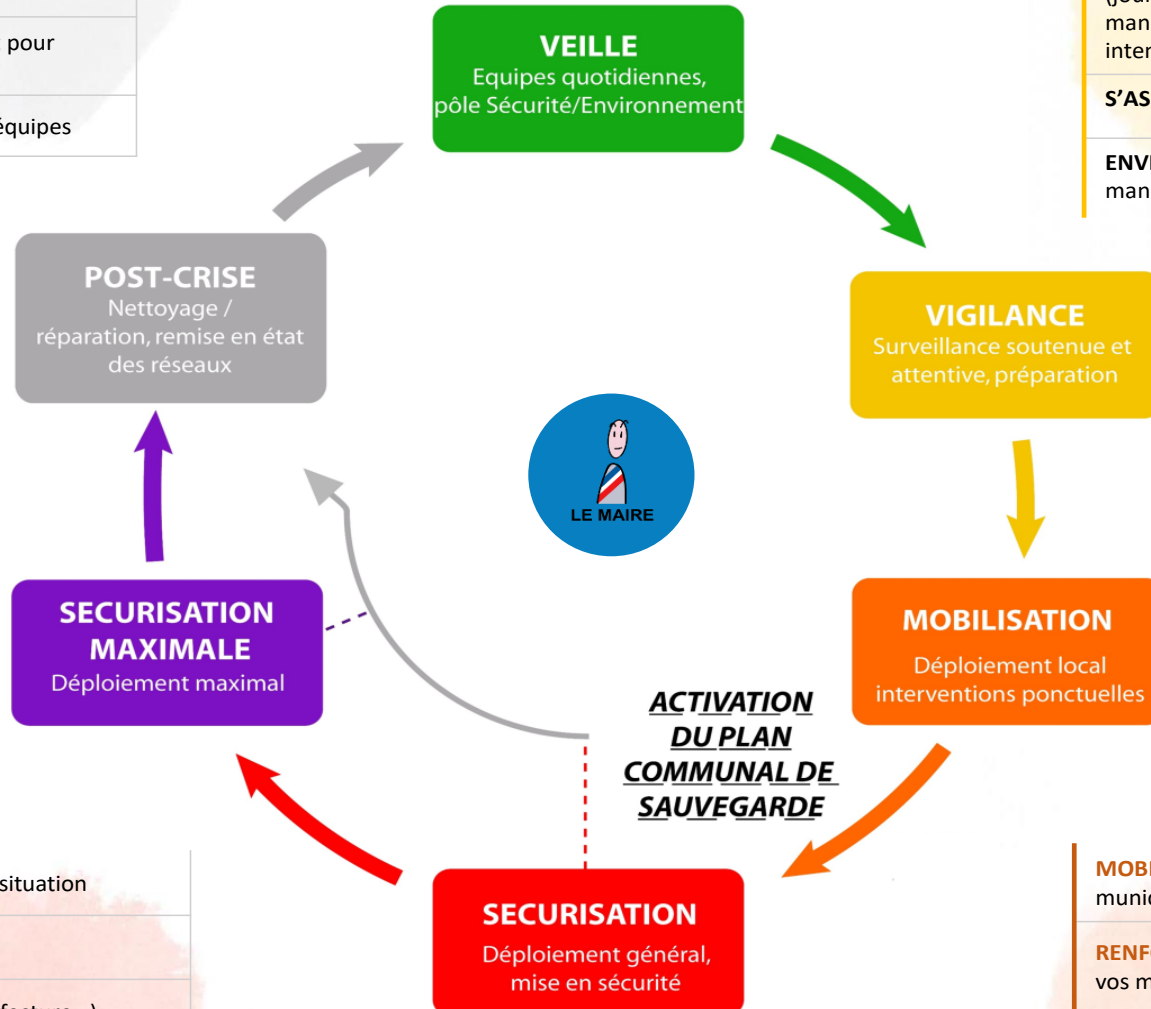 pour
équipes
VEILLE
Equipes quotidiennes,
pôle Sécurité/Environnement
S’AS
ENV
man
man
inter
POST-CRISE
Nettoyage /
réparation, remise en état
des réseaux
VIGILANCE
Surveillance soutenue et
attentive, préparation
LE MAIRE
SECURISATION
MAXIMALE
Déploiement maximal
MOBILISATION
Déploiement local
interventions ponctuelles
ACTIVATION
DU PLAN
COMMUNAL DE
SAUVEGARDE
situation
SECURISATION
Déploiement général,
mise en sécurité
MOB
munic
RENF
vos m